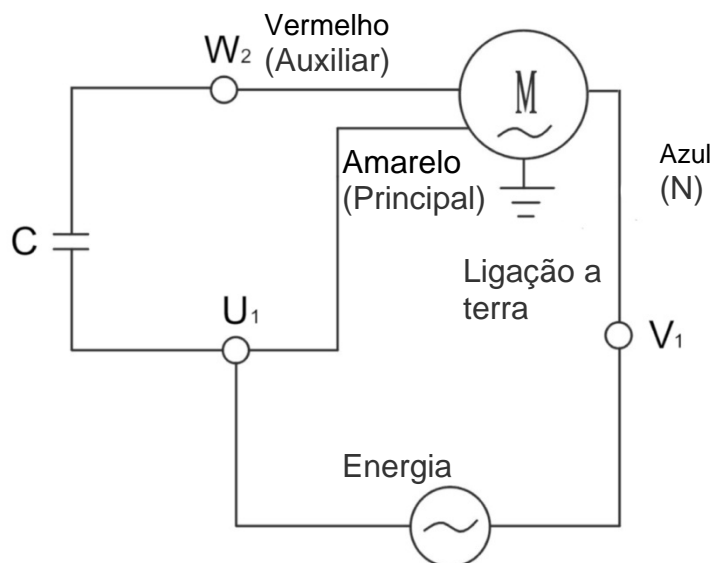 Vermelho
W₂ (Auxiliar)
M
Amarelo
(Principal)
Azul
(N)
C
Ligação a
terra
U₁
V₁
Energia